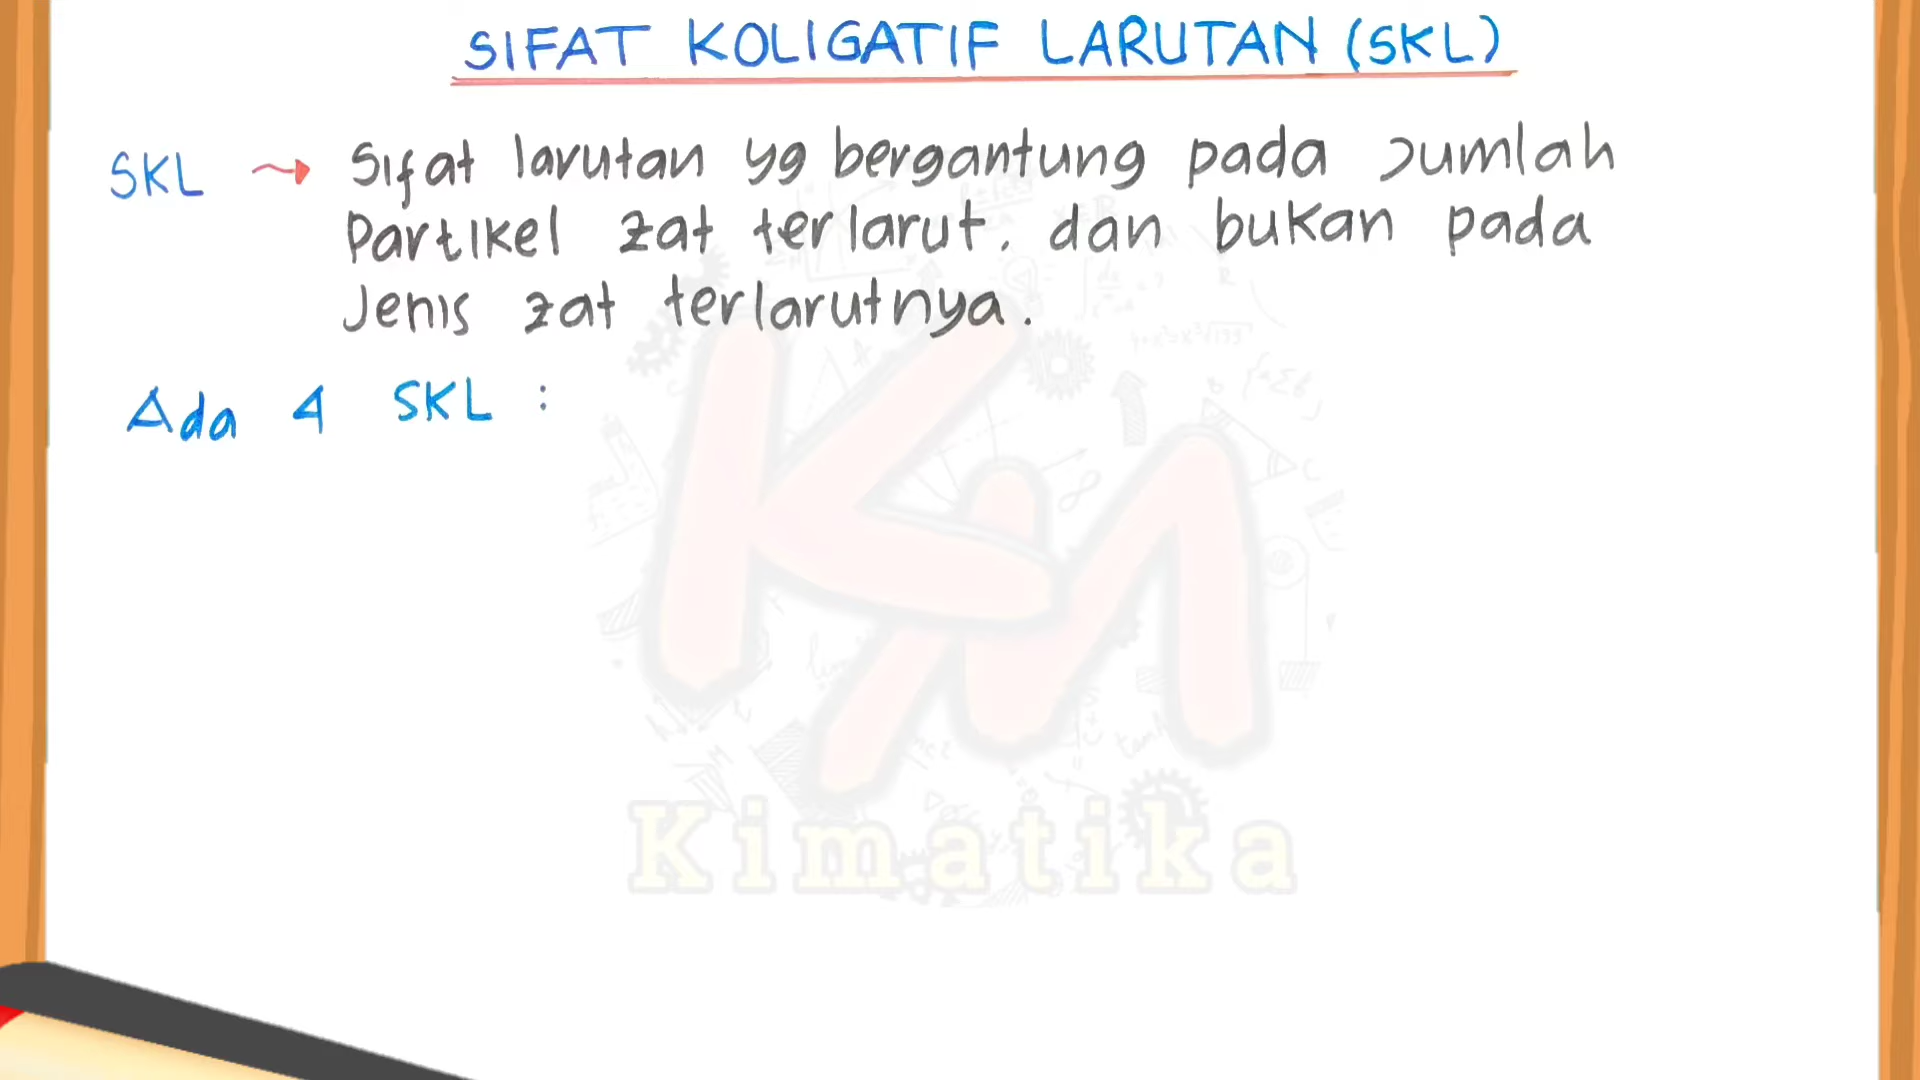 SIFAT KOLIGATIF LARUTAN (SKL)
SKL → Sifat larutan yg bergantung pada Jumlah
Partikel zat terlarut. dan bukan pada
Jenis zat terlarutnya.
Ada 4 SKL :
KM
Kimatika